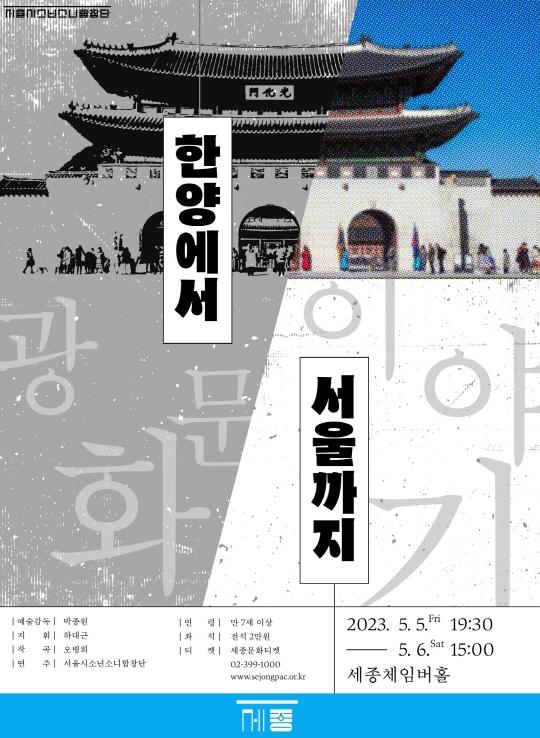 서울시소년소녀합창단
光化門
한양에서
서울까지
광
화
문
이
야
기
|예술감독| 박종원
|지 휘| 하대근
|작 곡| 오병희
|연 주| 서울시소년소녀합창단
|연 령| 만 7세 이상
|좌 석| 전석 2만원
|티 켓| 세종문화티켓
02-399-1000
www.sejongpac.or.kr
2023. 5. 5.Fri 19:30
5. 6.Sat 15:00
세종체임버홀
세종